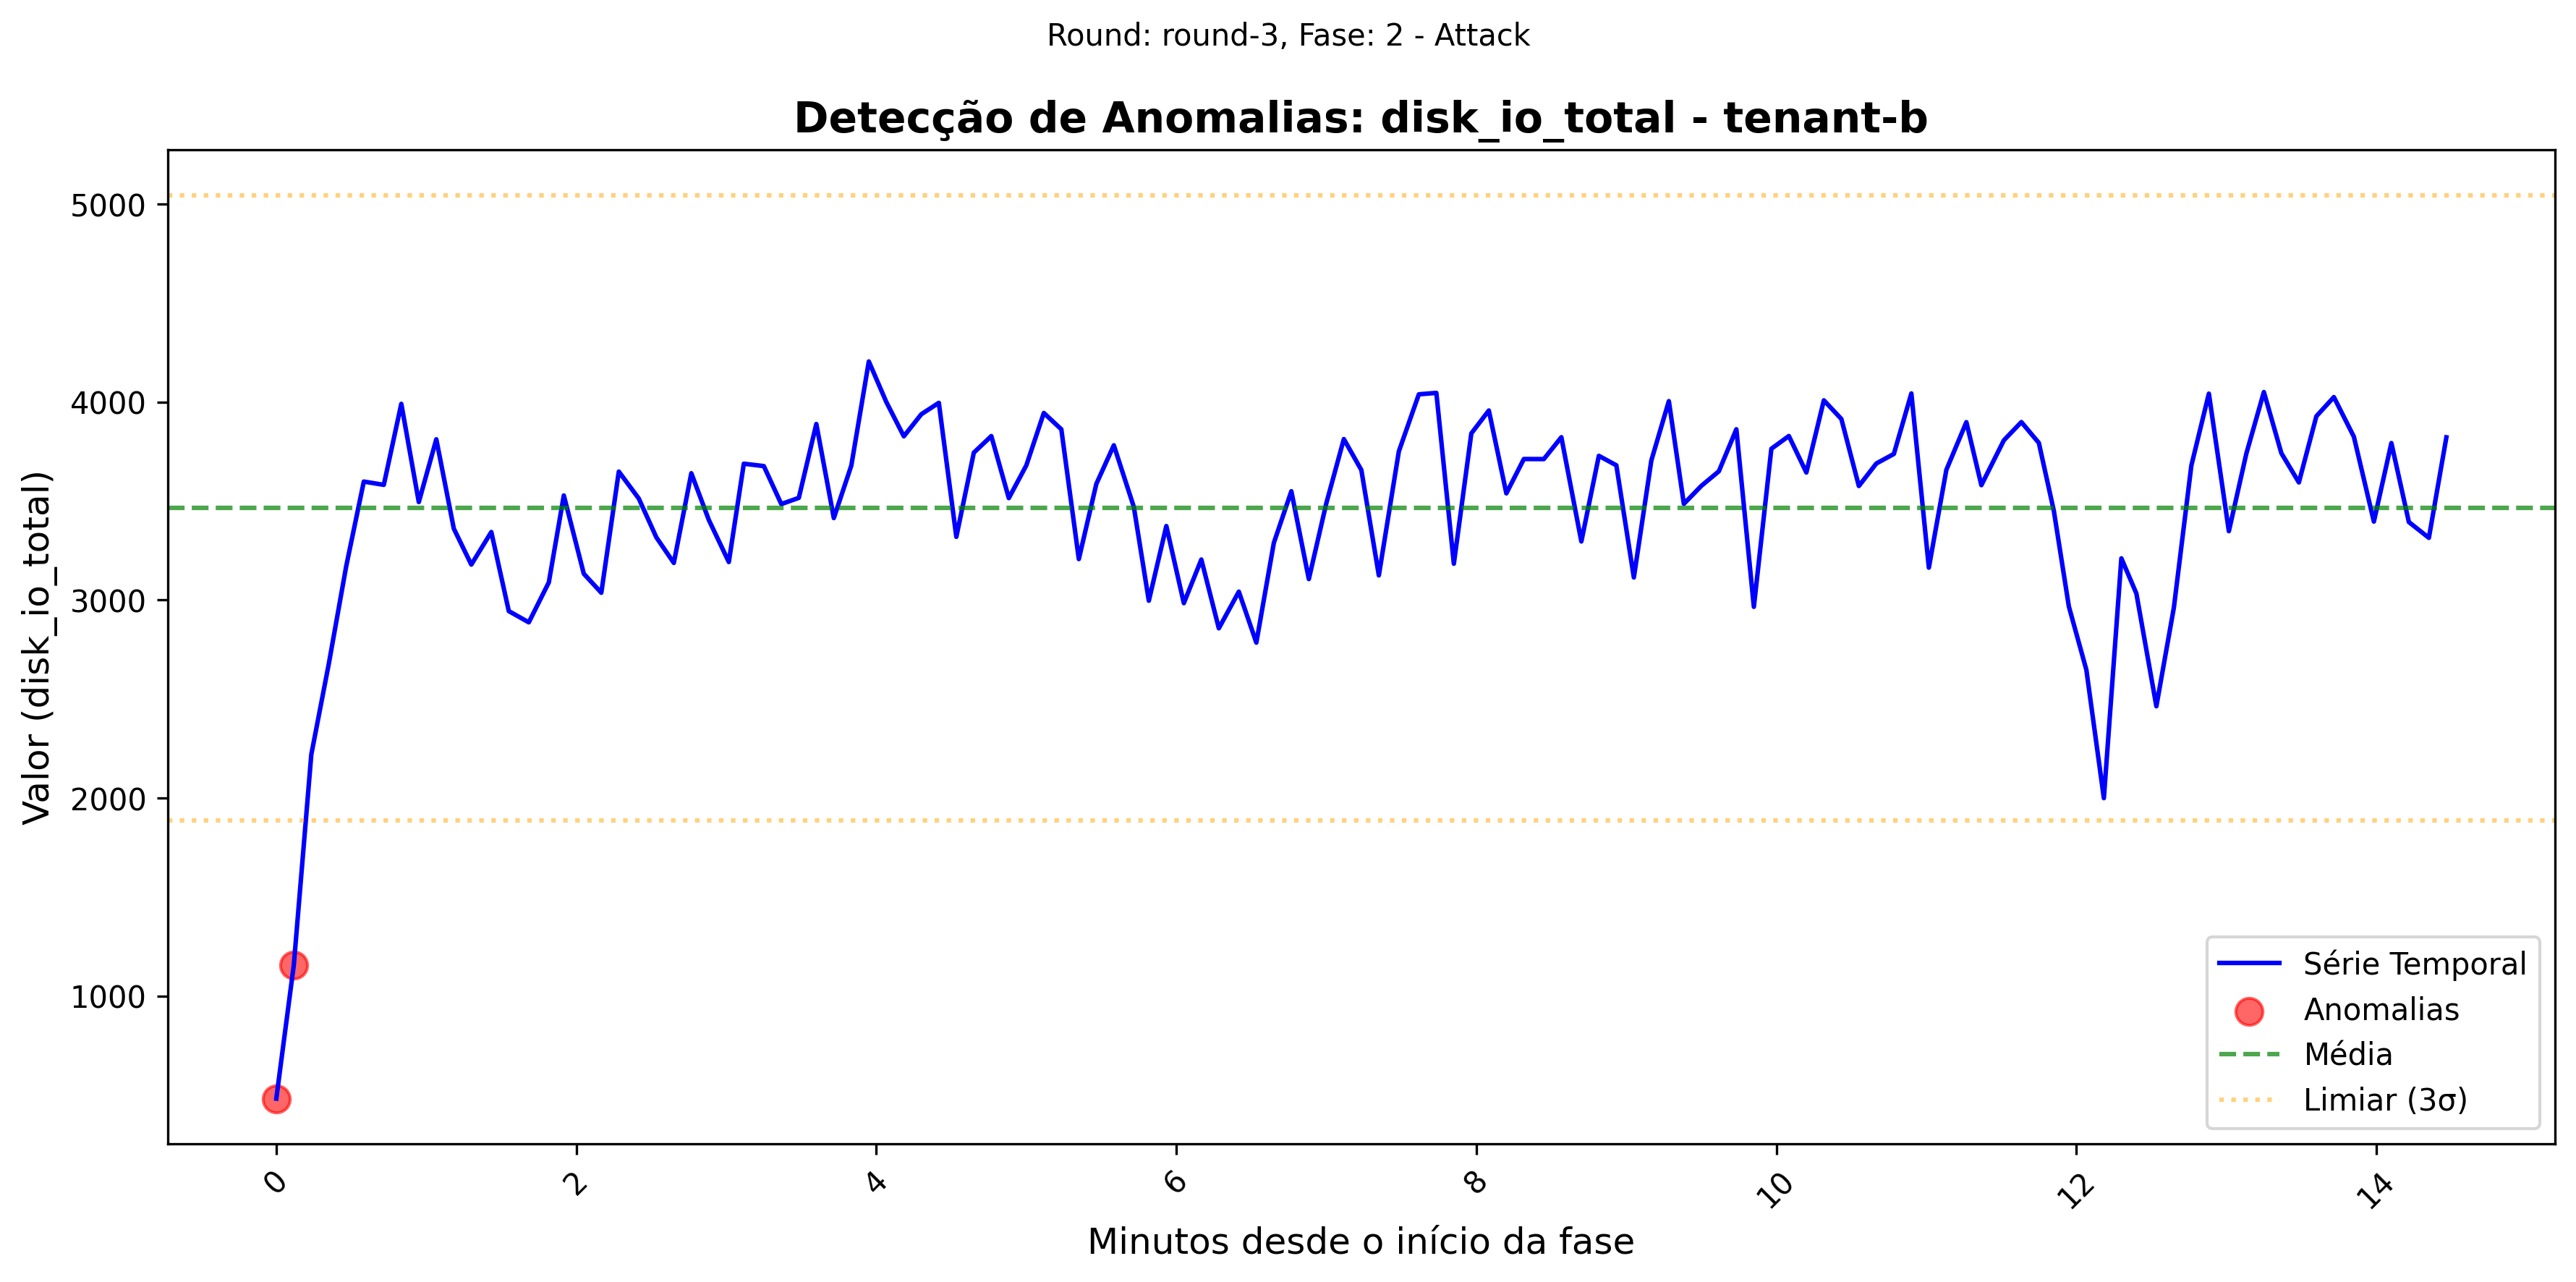 Round: round-3, Fase: 2 - Attack
Detecção de Anomalias: disk_io_total - tenant-b
Valor (disk_io_total)
5000
4000
3000
2000
1000
0
2
4
6
8
10
12
14
Minutos desde o início da fase
Série Temporal
Anomalias
Média
Limiar (3σ)